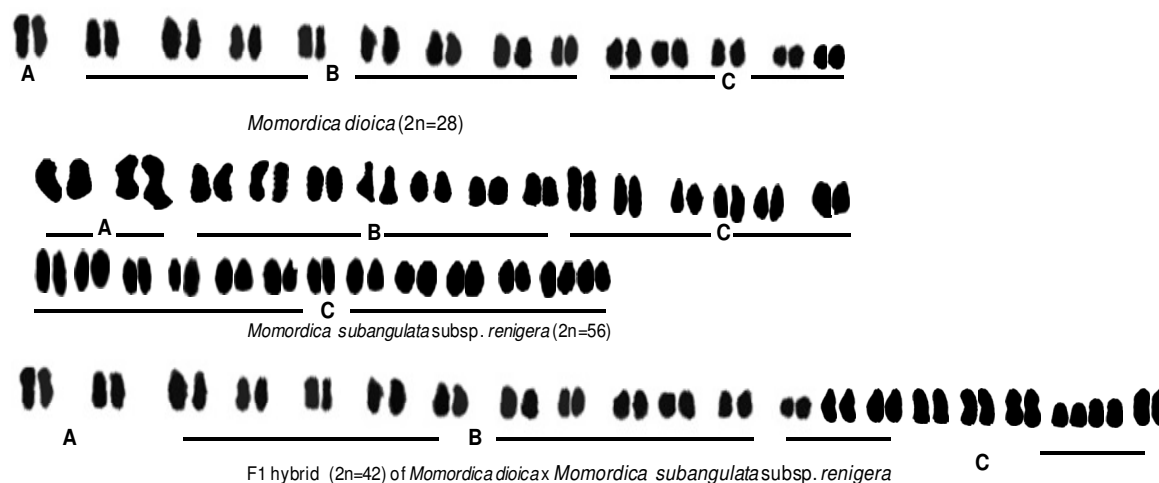 A B C
Momordica dioica (2n=28)
A B C
C
Momordica subangulata subsp. renigera (2n=56)
A B C
F1 hybrid (2n=42) of Momordica dioica x Momordica subangulata subsp. renigera